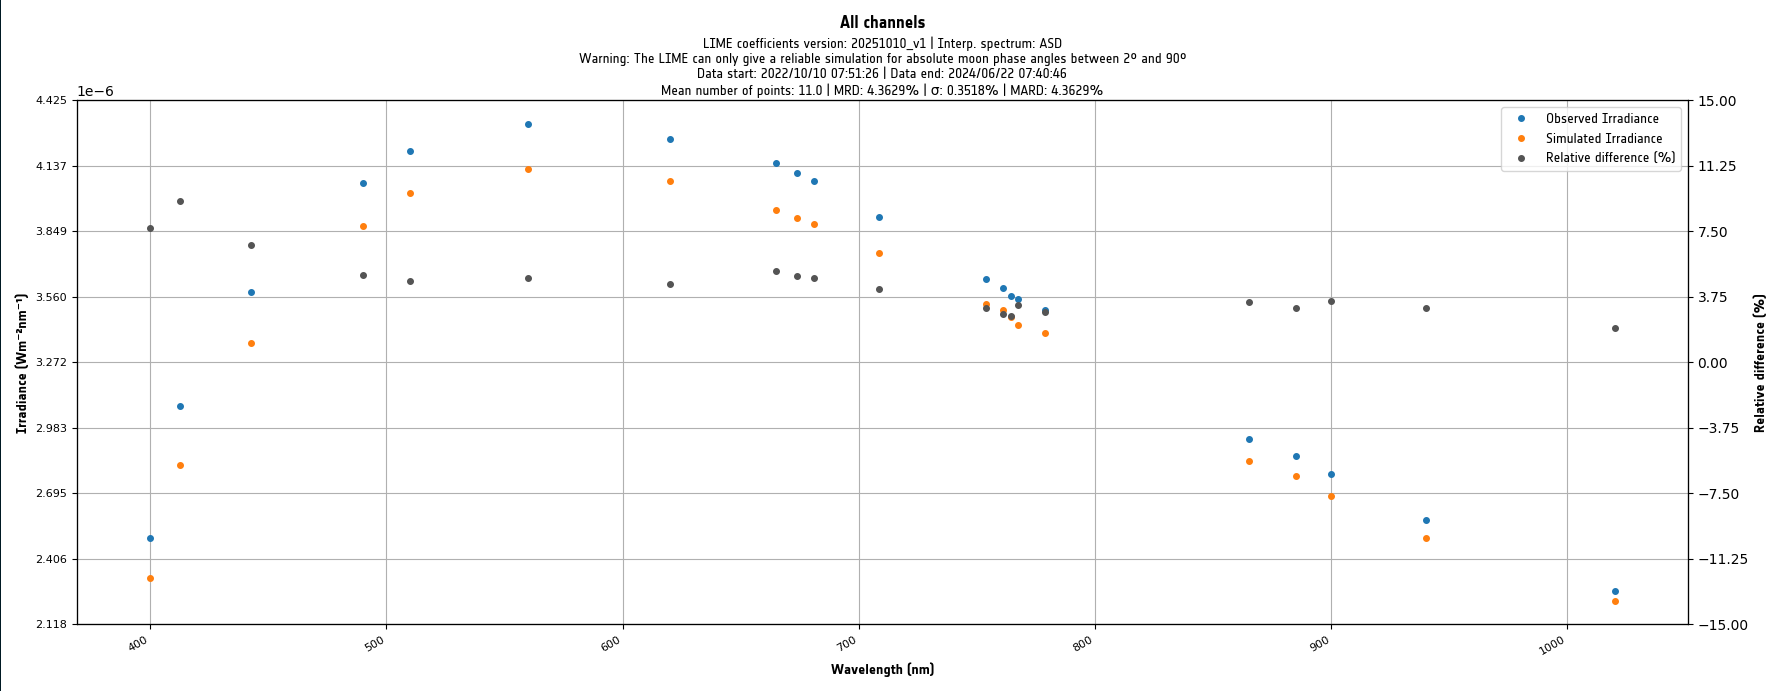 All channels
LIME coefficients version: 20251010_v1 | Interp. spectrum: ASD
Warning: The LIME can only give a reliable simulation for absolute moon phase angles between 2º and 90º
Data start: 2022/10/10 07:51:26 | Data end: 2024/06/22 07:40:46
Mean number of points: 11.0 | MRD: 4.3629% | σ: 0.3518% | MARD: 4.3629%
1e−6
4.425
4.137
3.849
3.560
3.272
2.983
2.695
2.406
2.118
Irradiance (Wm⁻²nm⁻¹)
Observed Irradiance
Simulated Irradiance
Relative difference (%)
15.00
11.25
7.50
3.75
0.00
−3.75
−7.50
−11.25
−15.00
Relative difference (%)
400 500 600 700 800 900 1000
Wavelength (nm)